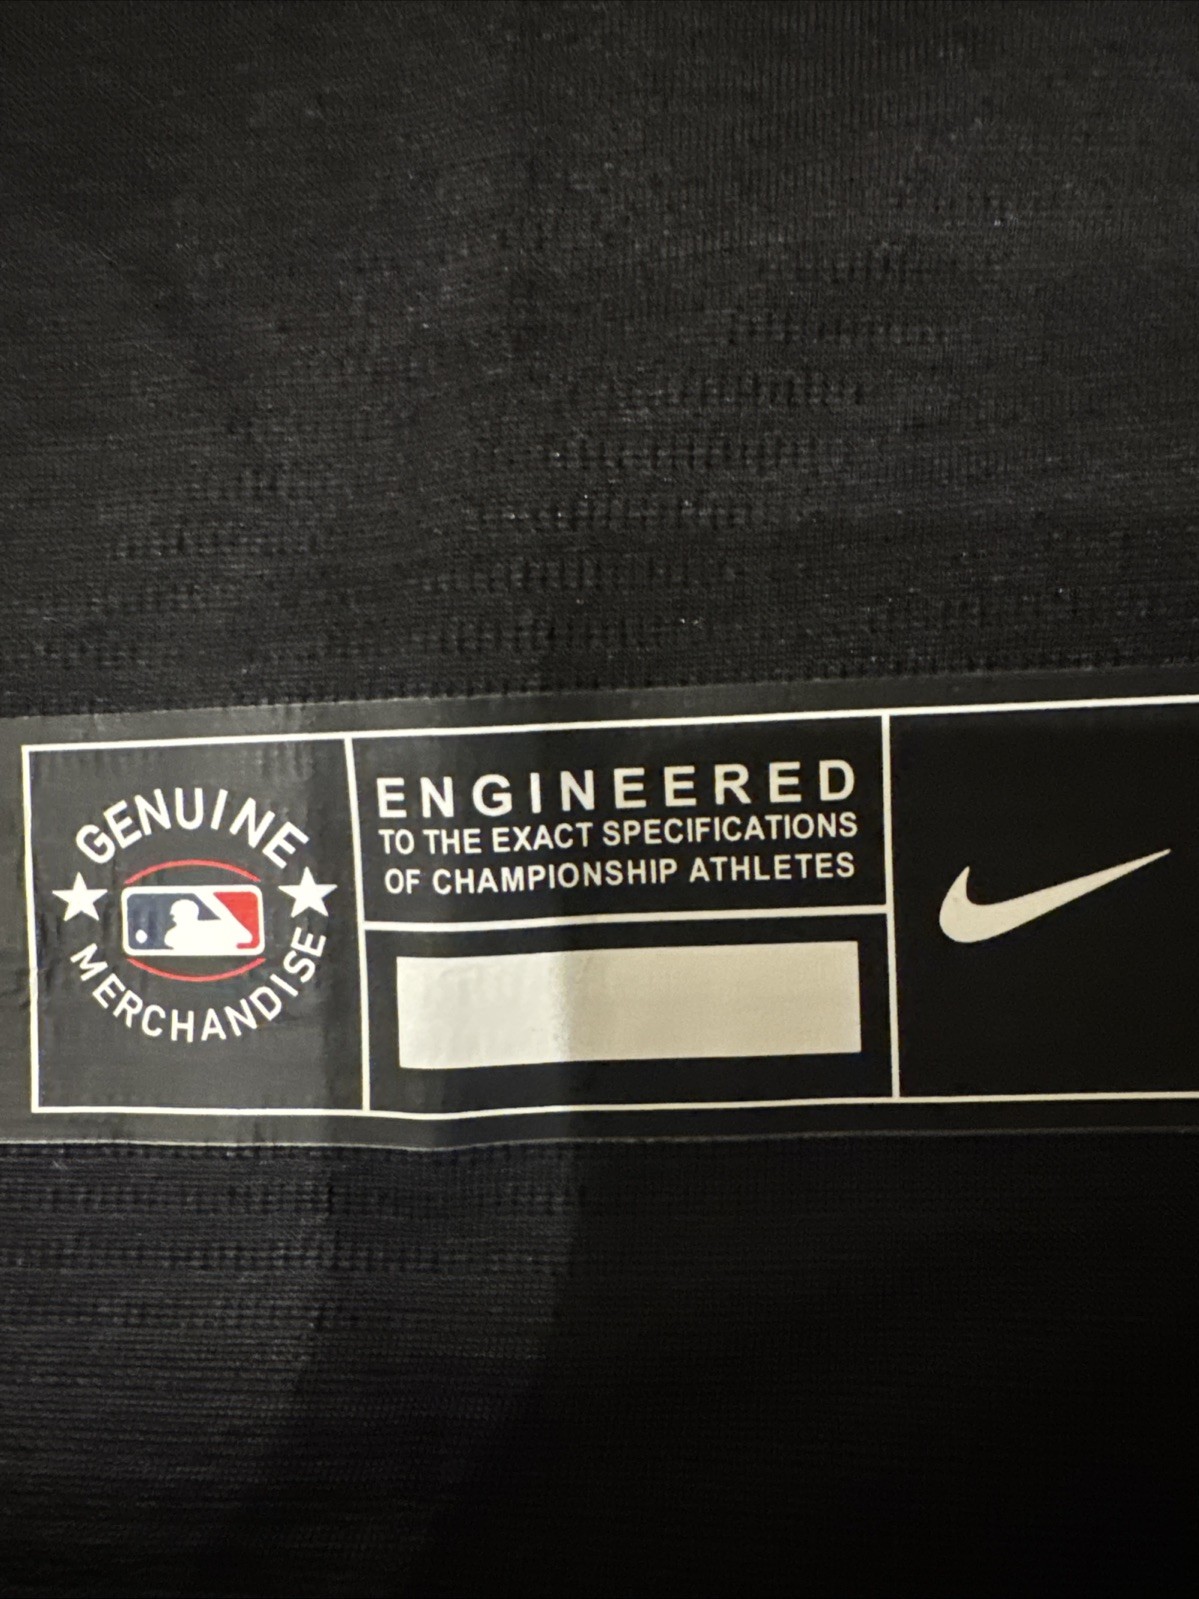 GENUINE
MERCHANDISE
ENGINEERED
TO THE EXACT SPECIFICATIONS
OF CHAMPIONSHIP ATHLETES